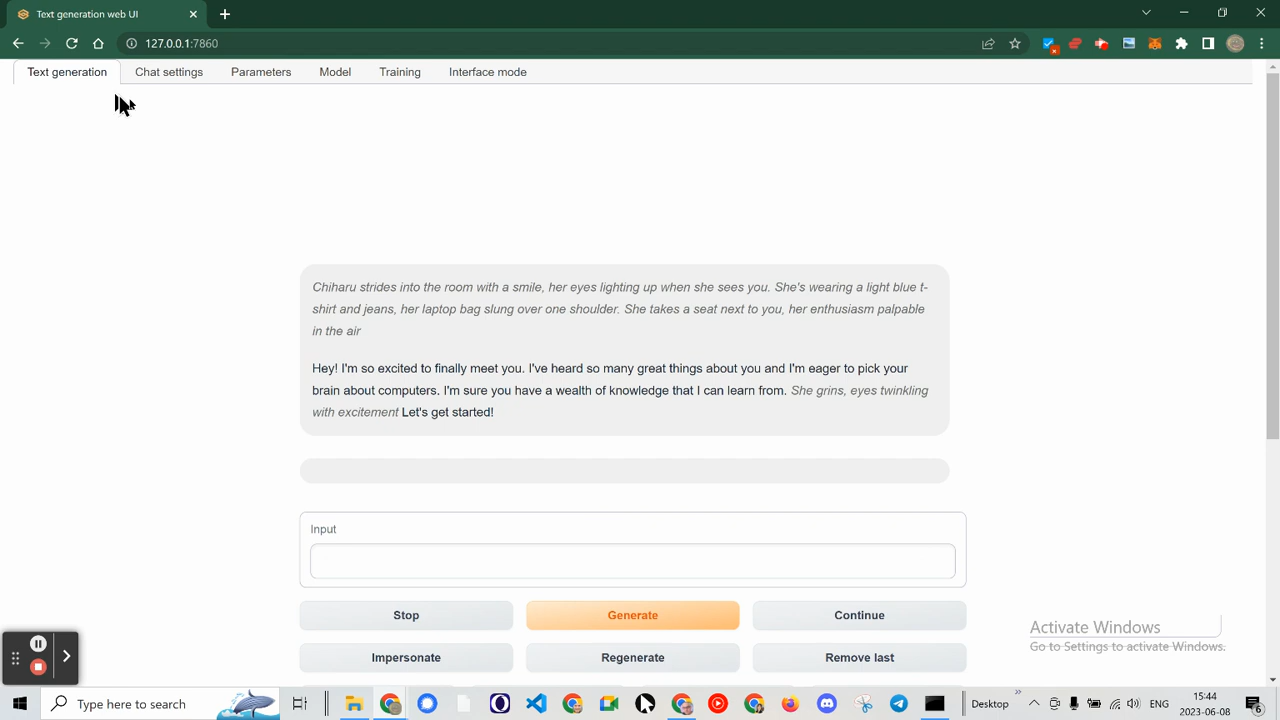 Text generation web UI
127.0.0.1:7860
Text generation Chat settings Parameters Model Training Interface mode
Chiharu strides into the room with a smile, her eyes lighting up when she sees you. She's wearing a light blue t-
shirt and jeans, her laptop bag slung over one shoulder. She takes a seat next to you, her enthusiasm palpable
in the air
Hey! I'm so excited to finally meet you. I've heard so many great things about you and I'm eager to pick your
brain about computers. I'm sure you have a wealth of knowledge that I can learn from. She grins, eyes twinkling
with excitement Let's get started!
Input
Stop Generate Continue
Activate Windows
Go to Settings to activate Windows.
Impersonate Regenerate Remove last
Type here to search
Desktop
ENG
15:44
2023-06-08
6